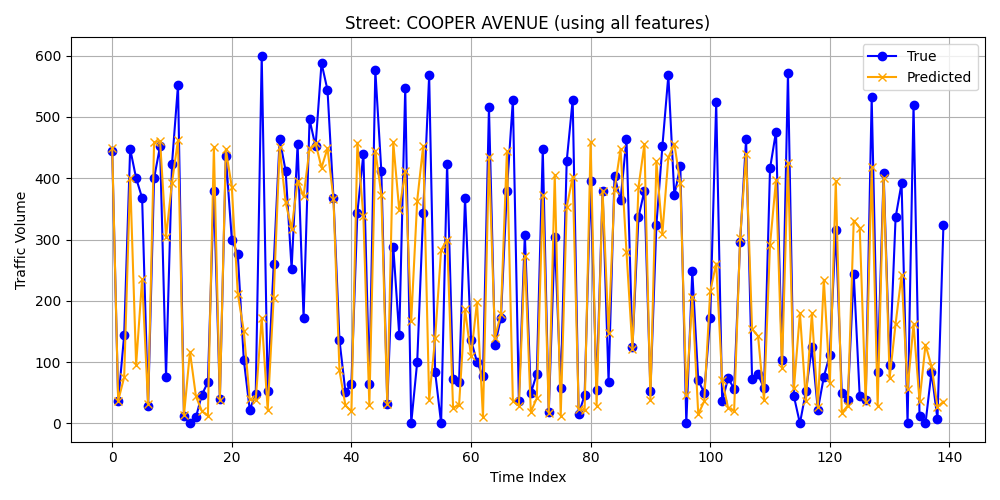 Street: COOPER AVENUE (using all features)
True
Predicted
Traffic Volume
600
500
400
300
200
100
0
0 20 40 60 80 100 120 140
Time Index